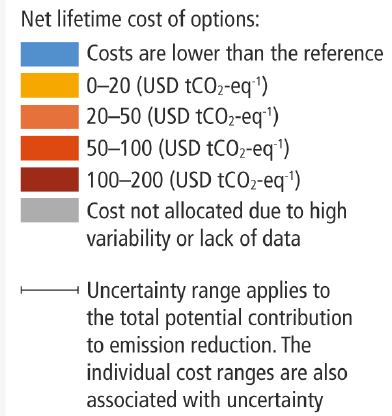 Net lifetime cost of options:
Costs are lower than the reference
0–20 (USD tCO₂-eq⁻¹)
20–50 (USD tCO₂-eq⁻¹)
50–100 (USD tCO₂-eq⁻¹)
100–200 (USD tCO₂-eq⁻¹)
Cost not allocated due to high
variability or lack of data
Uncertainty range applies to
the total potential contribution
to emission reduction. The
individual cost ranges are also
associated with uncertainty